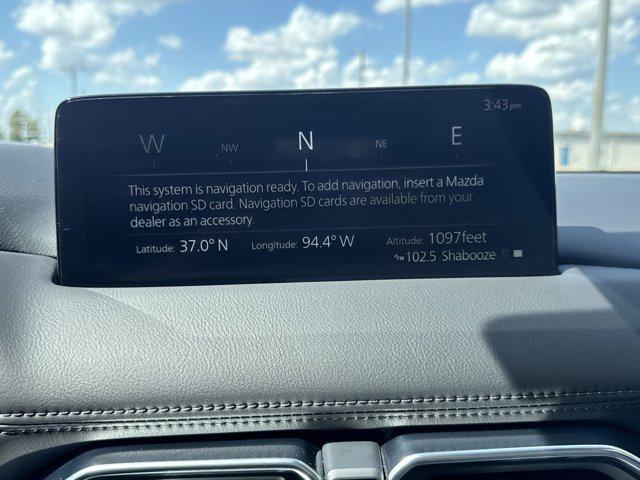 3:43pm
W NW N NE E
This system is navigation ready. To add navigation, insert a Mazda
navigation SD card. Navigation SD cards are available from your
dealer as an accessory.
Latitude: 37.0° N Longitude: 94.4° W Altitude: 1097feet
FM 102.5 Shabooze